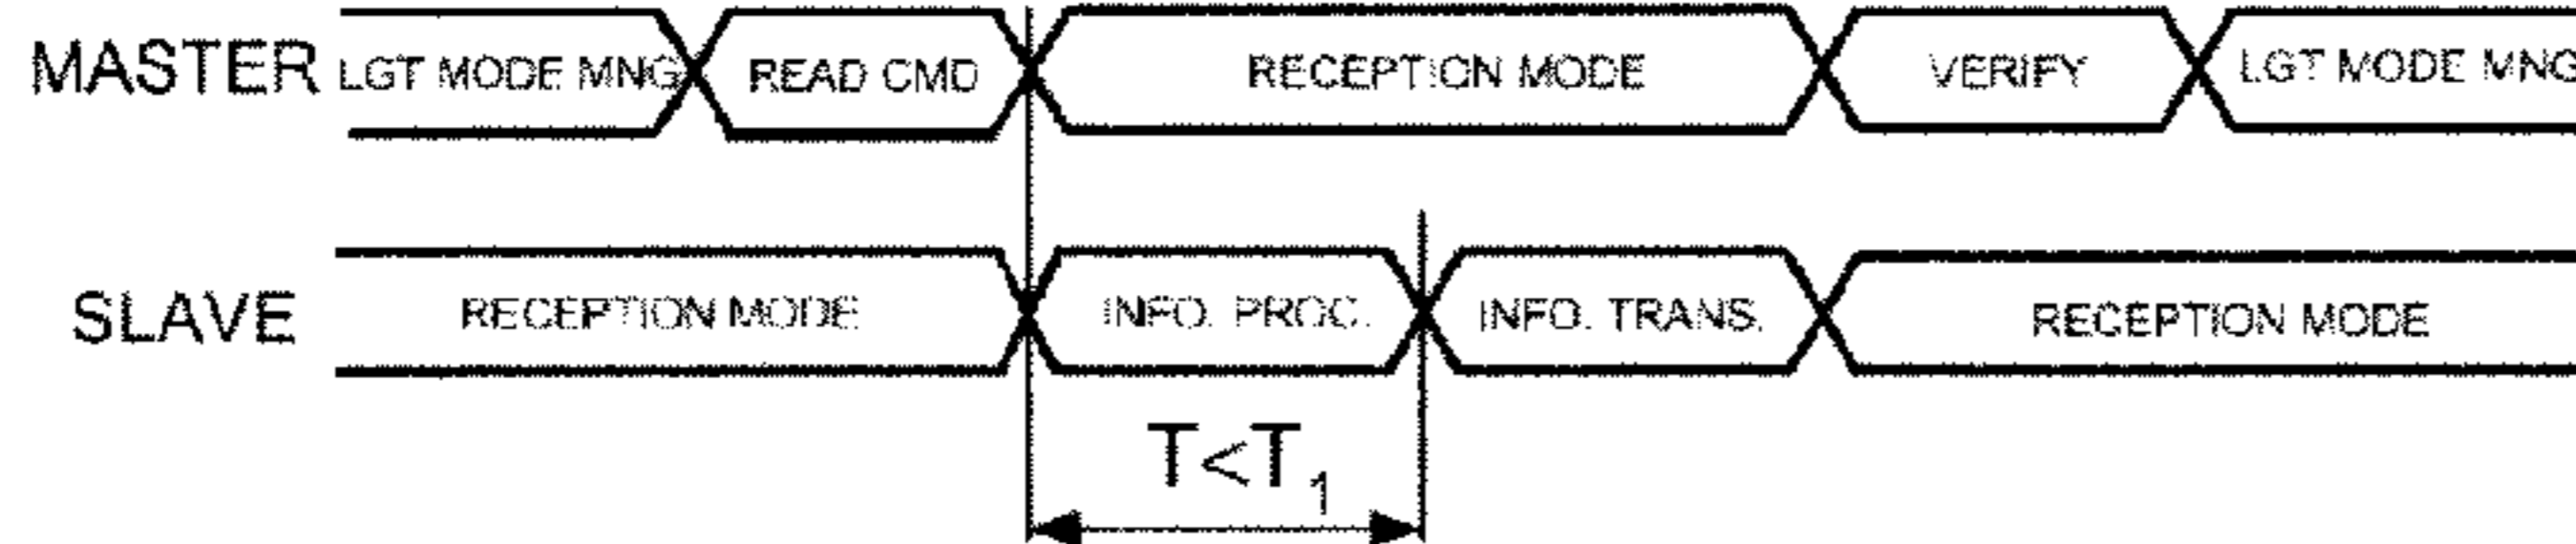 MASTER LGT MODE MNG READ CMD RECEPTION MODE VERIFY LGT MODE MNG
SLAVE RECEPTION MODE INFO. PROC. INFO. TRANS. RECEPTION MODE
T<T1